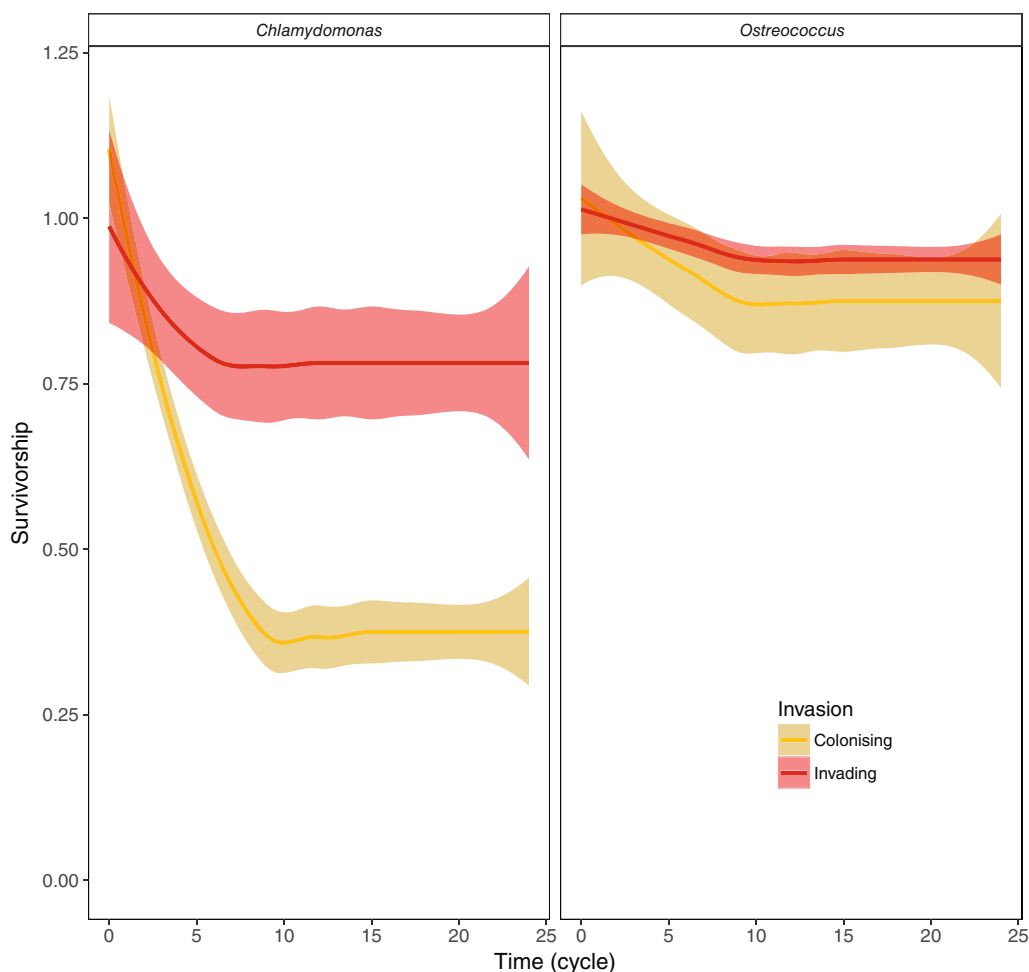 Chlamydomonas
Ostreococcus
1.25
1.00
0.75
0.50
0.25
0.00
Survivorship
Invasion
Colonising
Invading
0 5 10 15 20 25
0 5 10 15 20 25
Time (cycle)